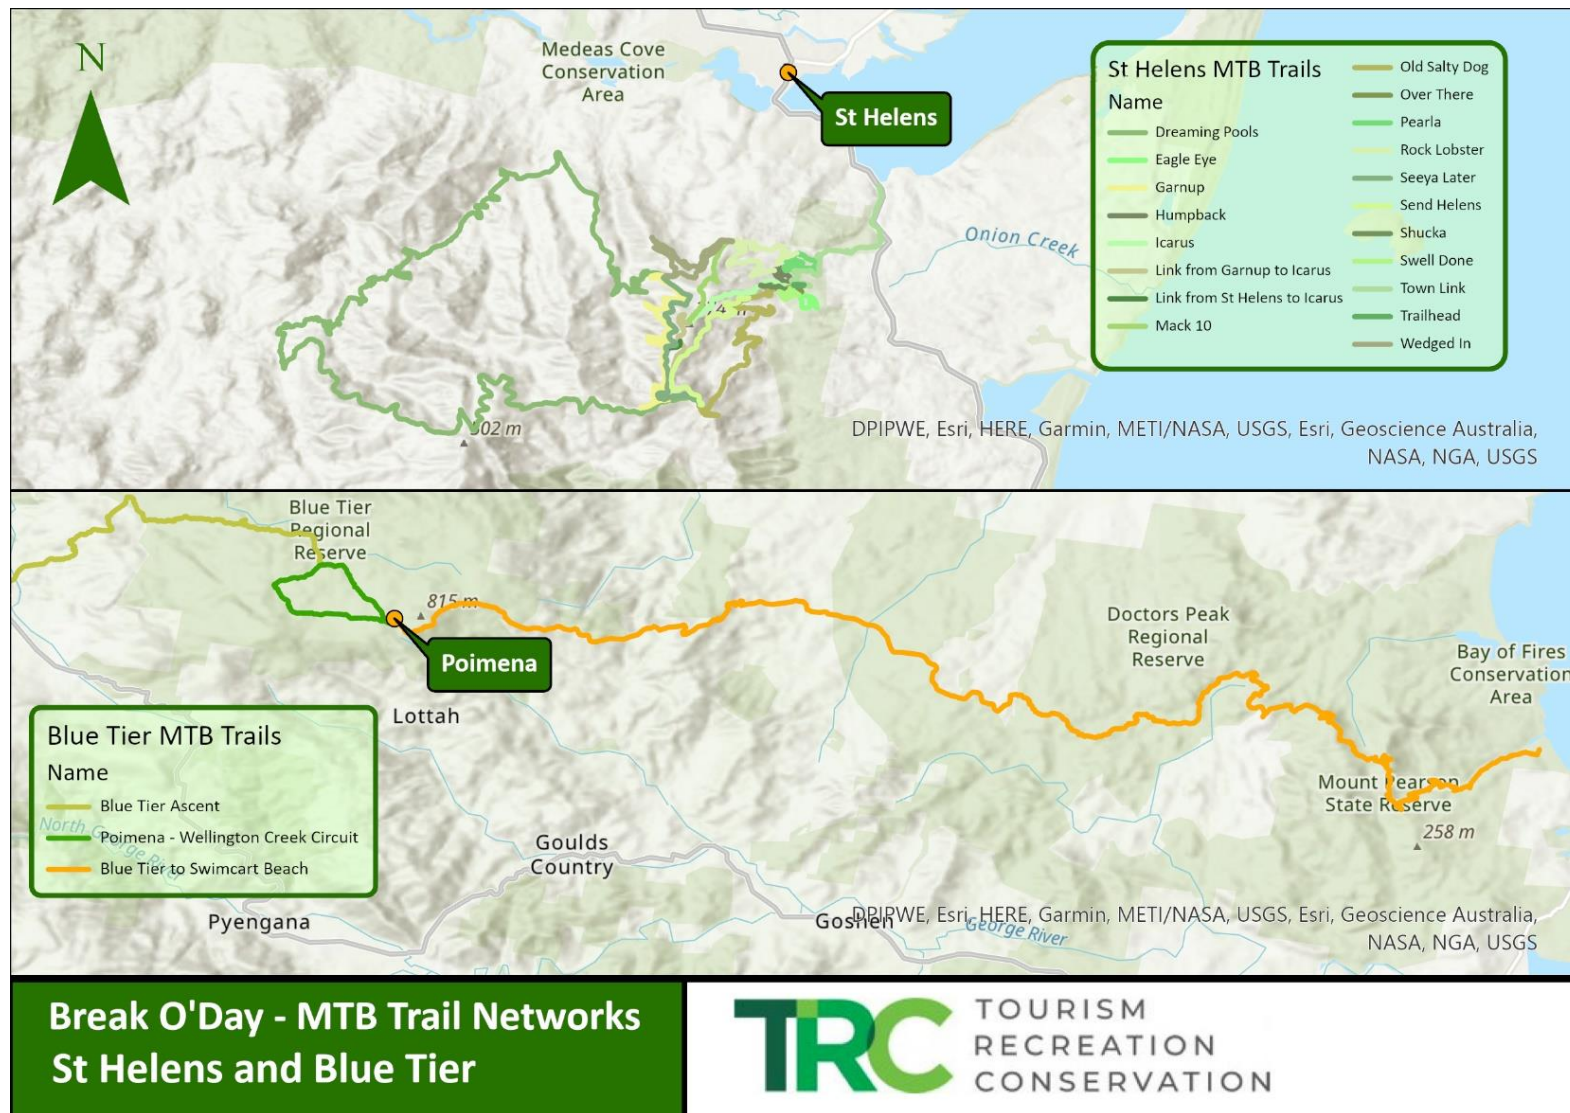 N
Medeas Cove
Conservation
Area
St Helens
Onion Creek
502 m
St Helens MTB Trails
Name
Dreaming Pools
Eagle Eye
Garnup
Humpback
Icarus
Link from Garnup to Icarus
Link from St Helens to Icarus
Mack 10
Old Salty Dog
Over There
Pearla
Rock Lobster
Seeya Later
Send Helens
Shucka
Swell Done
Town Link
Trailhead
Wedged In
DPIPWE, Esri, HERE, Garmin, METI/NASA, USGS, Esri, Geoscience Australia,
NASA, NGA, USGS
Blue Tier
Regional
Reserve
815 m
Poimena
Lottah
Doctors Peak
Regional
Reserve
Bay of Fires
Conservation
Area
Mount Pearson
State Reserve
258 m
Blue Tier MTB Trails
Name
Blue Tier Ascent
Poimena - Wellington Creek Circuit
Blue Tier to Swimcart Beach
North George River
Goulds
Country
Pyengana
Goshen
George River
DPIPWE, Esri, HERE, Garmin, METI/NASA, USGS, Esri, Geoscience Australia,
NASA, NGA, USGS
Break O'Day - MTB Trail Networks
St Helens and Blue Tier
TRC
TOURISM
RECREATION
CONSERVATION